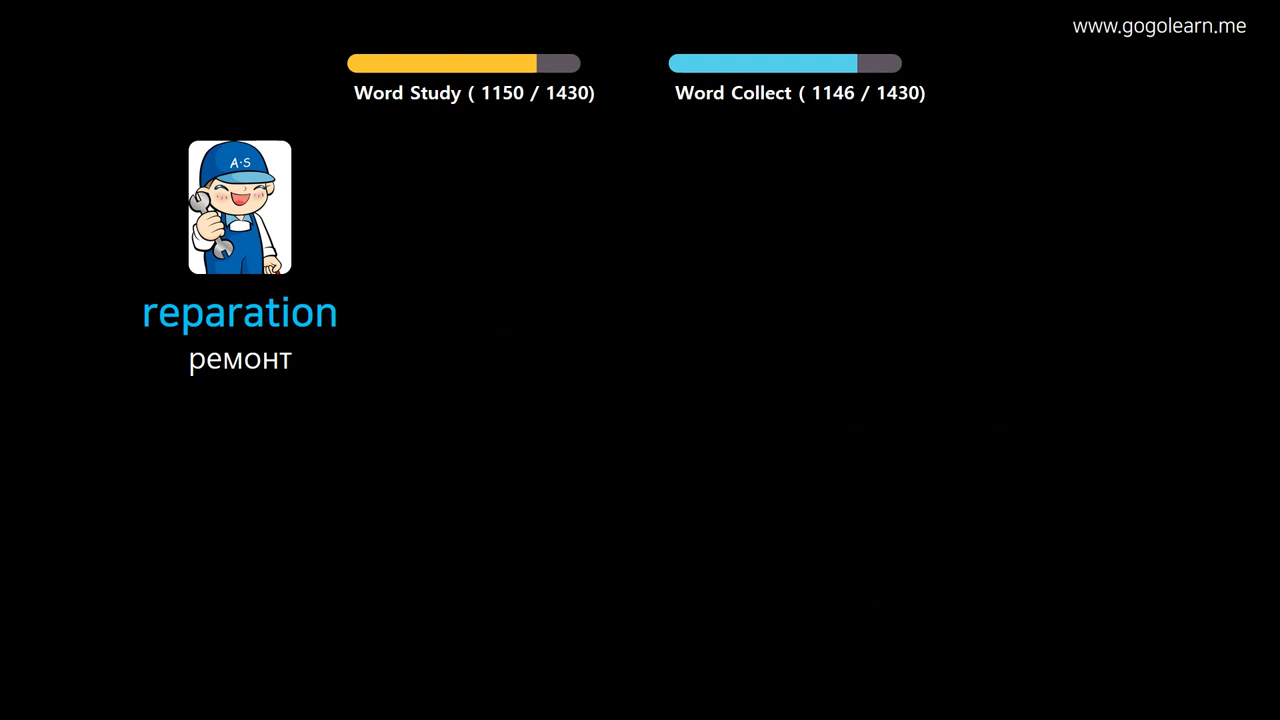 www.gogolearn.me
Word Study ( 1150 / 1430)
Word Collect ( 1146 / 1430)
A·S
reparation
ремонт